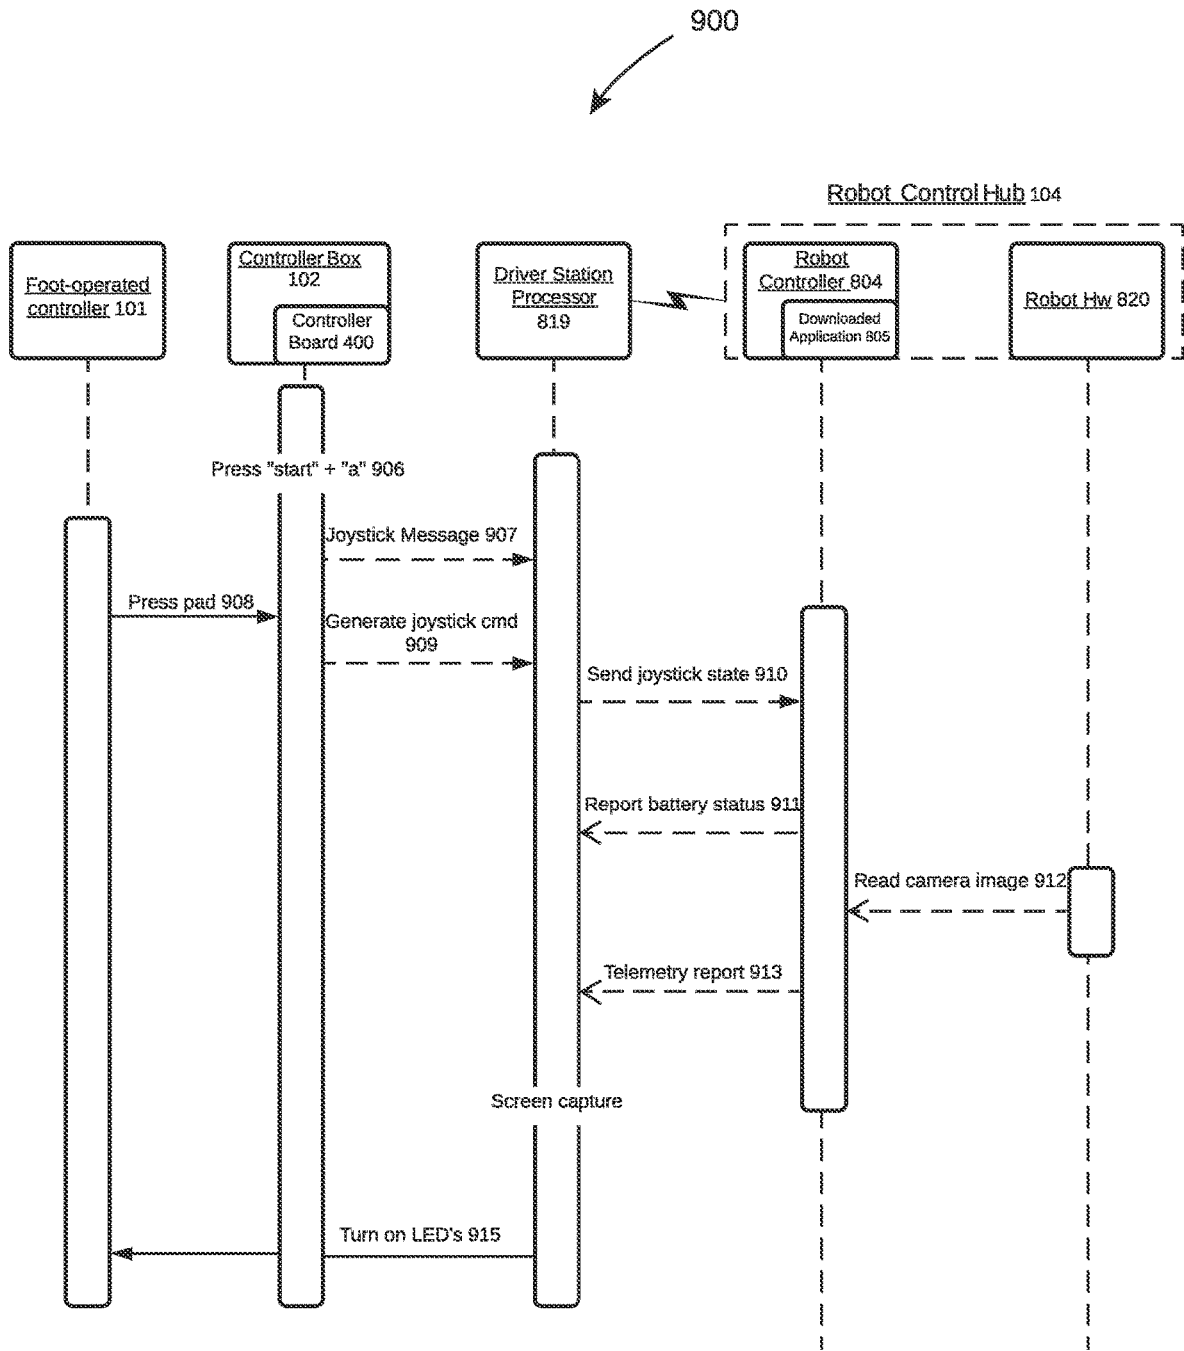 900
Robot Control Hub 104
Foot-operated
controller 101
Controller Box
102
Controller
Board 400
Driver Station
Processor
819
Robot
Controller 804
Downloaded
Application 805
Robot Hw 820
Press "start" + "a" 906
Joystick Message 907
Press pad 908
Generate joystick cmd
909
Send joystick state 910
Report battery status 911
Read camera image 912
Telemetry report 913
Screen capture
Turn on LED's 915